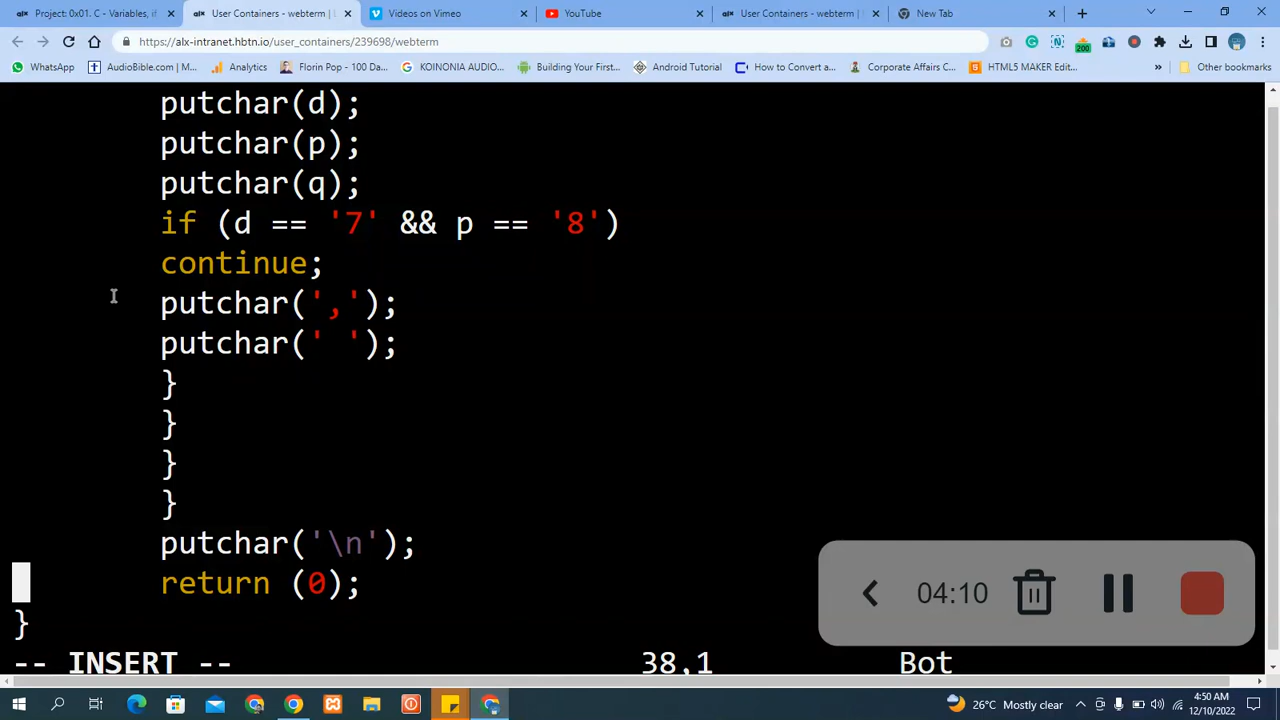 Project: 0x01. C - Variables, if
User Containers - webterm |
Videos on Vimeo
YouTube
User Containers - webterm |
New Tab
https://alx-intranet.hbtn.io/user_containers/239698/webterm
200
WhatsApp
AudioBible.com | M...
Analytics
Florin Pop - 100 Da...
KOINONIA AUDIO...
Building Your First...
Android Tutorial
How to Convert a...
Corporate Affairs C...
HTML5 MAKER Edit...
»
Other bookmarks
putchar(d);
putchar(p);
putchar(q);
if (d == '7' && p == '8')
continue;
putchar(',');
putchar(' ');
}
}
}
}
putchar('\n');
return (0);
}
04:10
-- INSERT -- 38,1 Bot
26°C Mostly clear
4:50 AM
12/10/2022